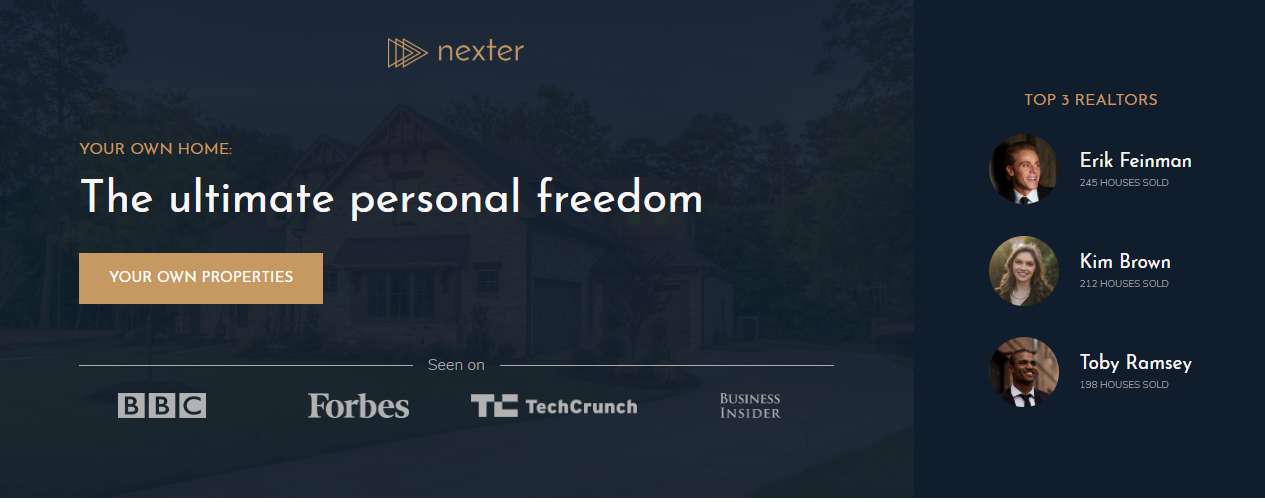 nexter
YOUR OWN HOME:
The ultimate personal freedom
YOUR OWN PROPERTIES
Seen on
BBC
Forbes
TC TechCrunch
BUSINESS
INSIDER
TOP 3 REALTORS
Erik Feinman
245 HOUSES SOLD
Kim Brown
212 HOUSES SOLD
Toby Ramsey
198 HOUSES SOLD